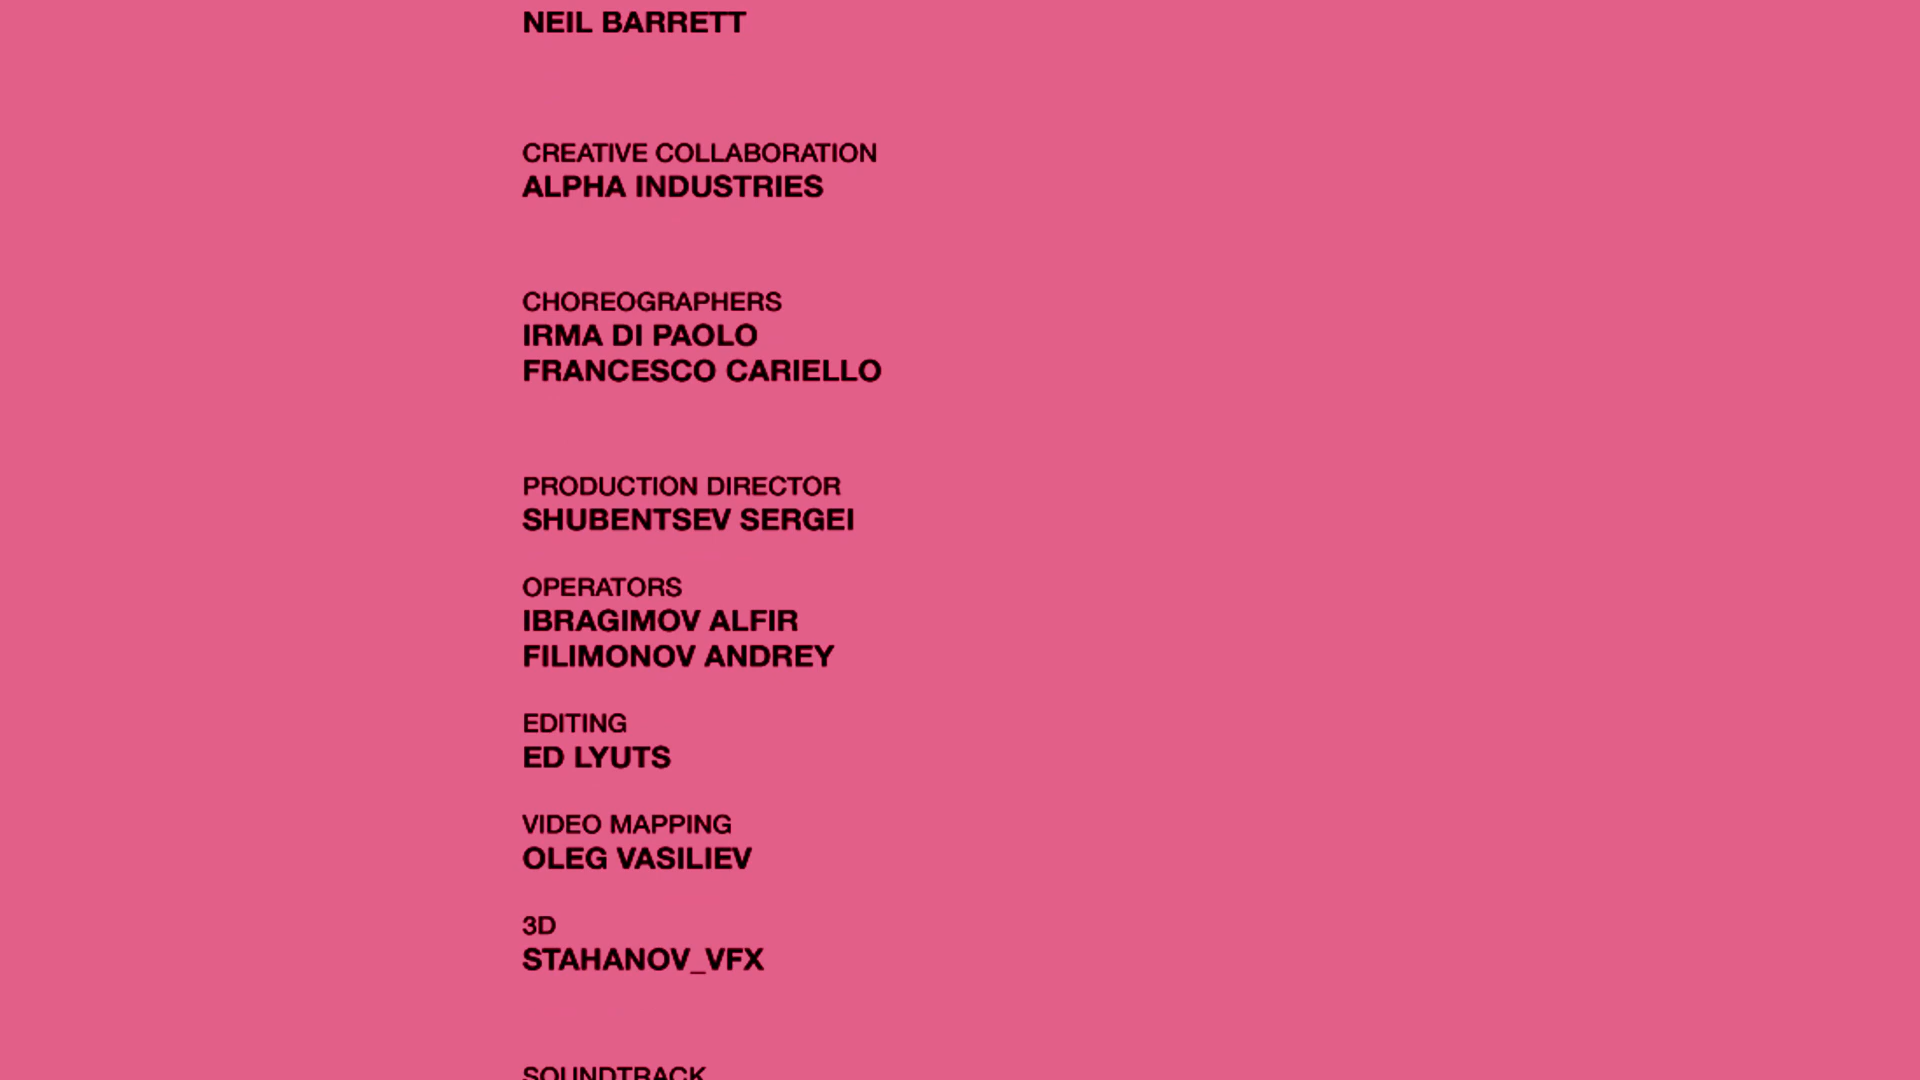 NEIL BARRETT
CREATIVE COLLABORATION
ALPHA INDUSTRIES
CHOREOGRAPHERS
IRMA DI PAOLO
FRANCESCO CARIELLO
PRODUCTION DIRECTOR
SHUBENTSEV SERGEI
OPERATORS
IBRAGIMOV ALFIR
FILIMONOV ANDREY
EDITING
ED LYUTS
VIDEO MAPPING
OLEG VASILIEV
3D
STAHANOV_VFX
SOUNDTRACK